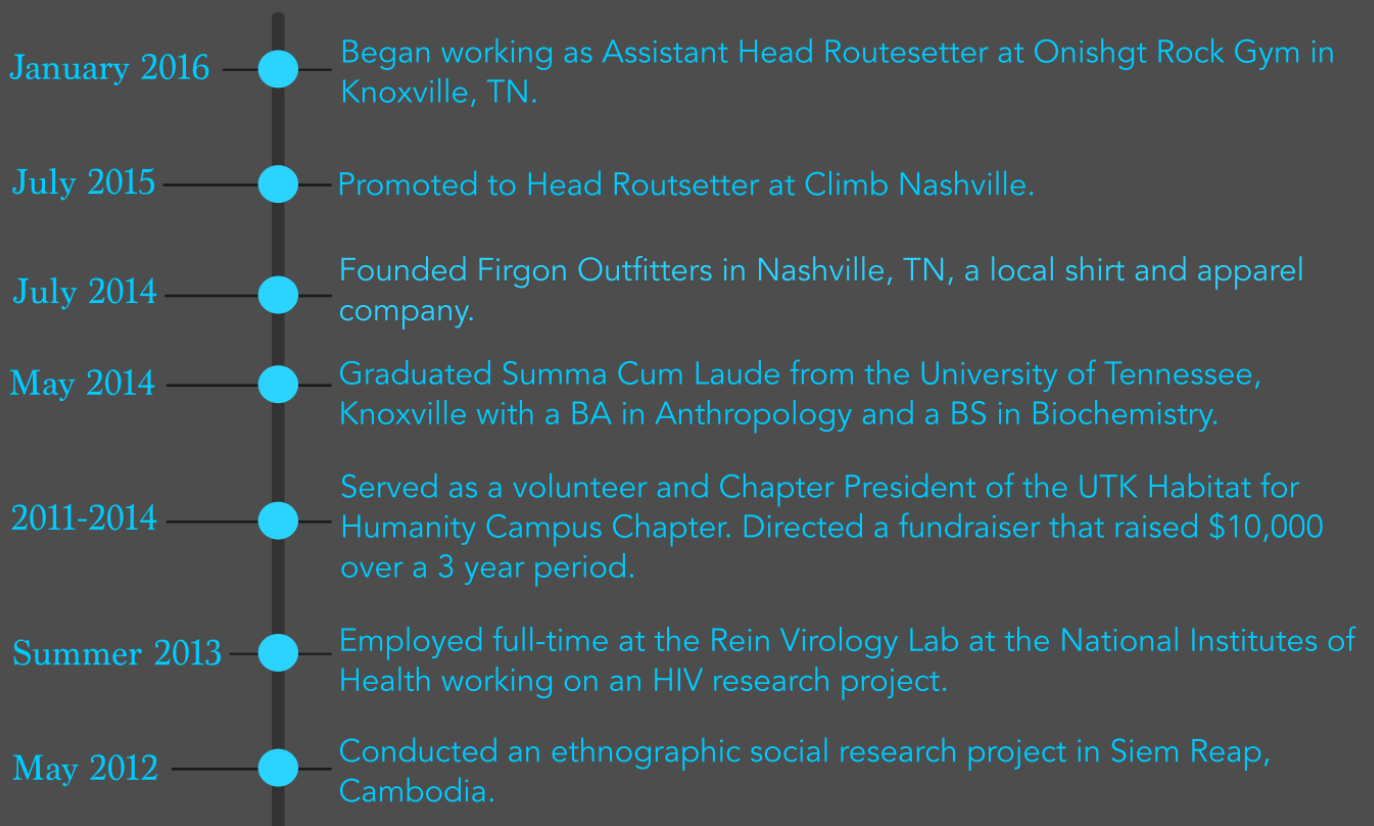 January 2016
Began working as Assistant Head Routesetter at Onishgt Rock Gym in
Knoxville, TN.
July 2015
Promoted to Head Routsetter at Climb Nashville.
July 2014
Founded Firgon Outfitters in Nashville, TN, a local shirt and apparel
company.
May 2014
Graduated Summa Cum Laude from the University of Tennessee,
Knoxville with a BA in Anthropology and a BS in Biochemistry.
2011-2014
Served as a volunteer and Chapter President of the UTK Habitat for
Humanity Campus Chapter. Directed a fundraiser that raised $10,000
over a 3 year period.
Summer 2013
Employed full-time at the Rein Virology Lab at the National Institutes of
Health working on an HIV research project.
May 2012
Conducted an ethnographic social research project in Siem Reap,
Cambodia.